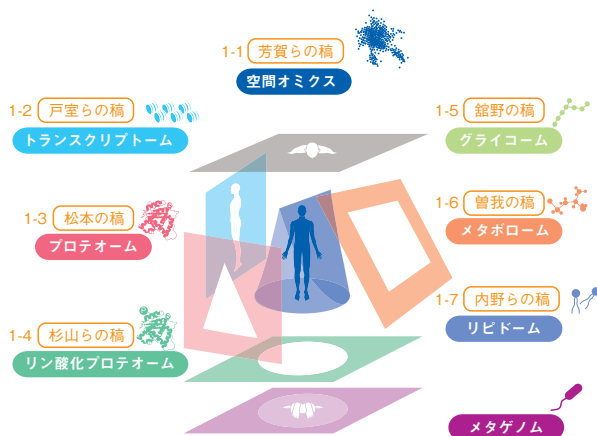 1-1 芳賀らの稿
空間オミクス
1-2 戸室らの稿
トランスクリプトーム
1-3 松本の稿
プロテオーム
1-4 杉山らの稿
リン酸化プロテオーム
1-5 舘野の稿
グライコーム
1-6 曽我の稿
メタボローム
1-7 内野らの稿
リピドーム
メタゲノム